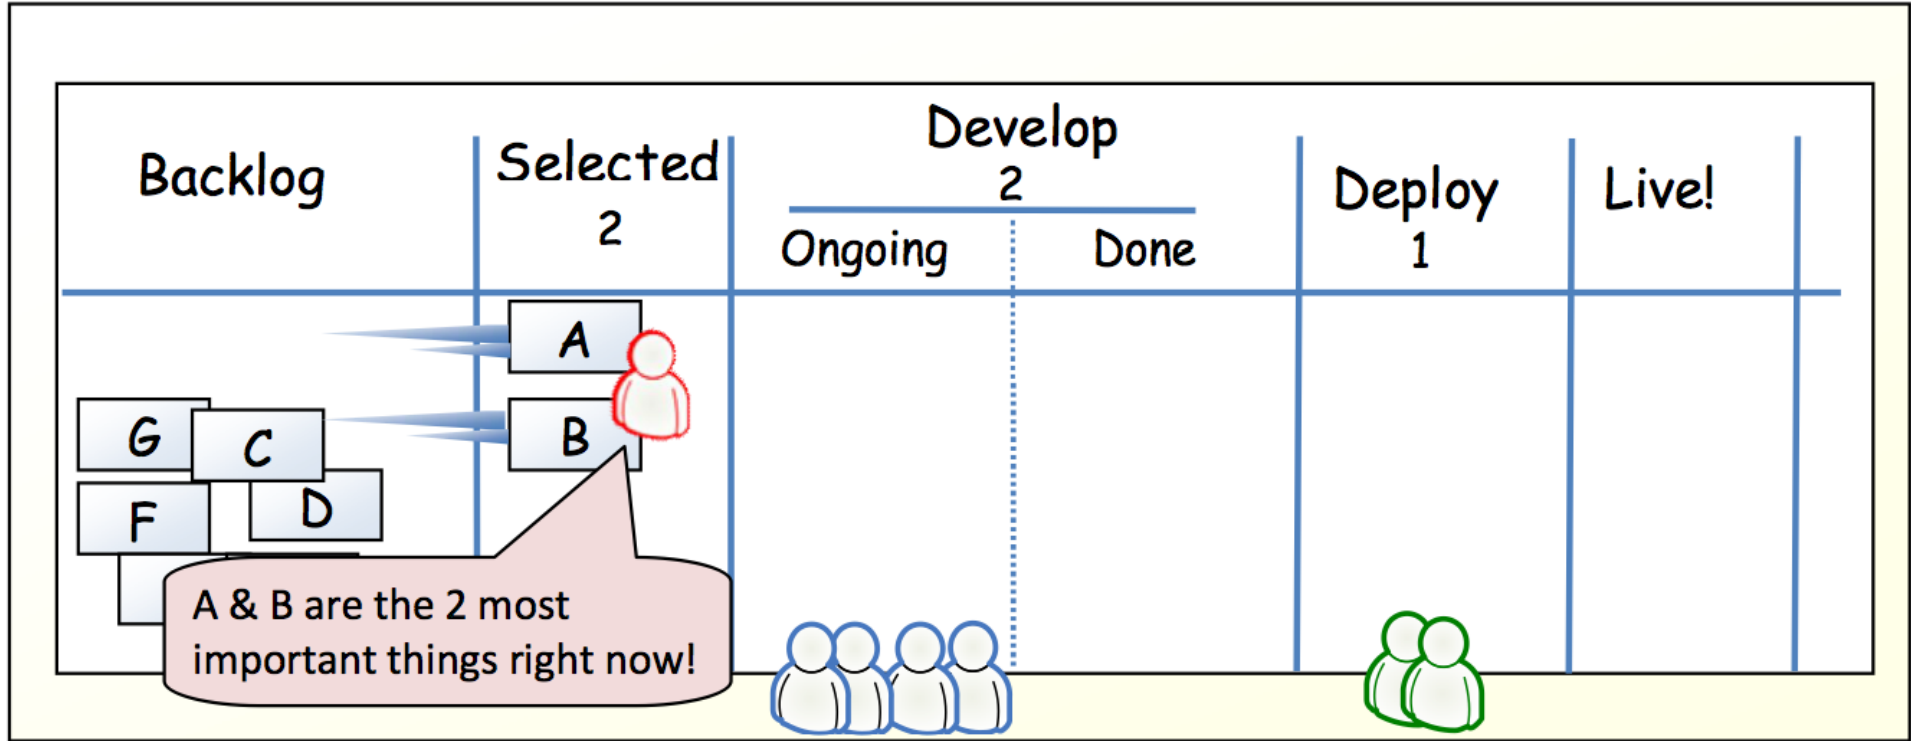 Backlog
Selected
2
Develop
2
Ongoing
Done
Deploy
1
Live!
A
B
G
C
F
D
A & B are the 2 most
important things right now!